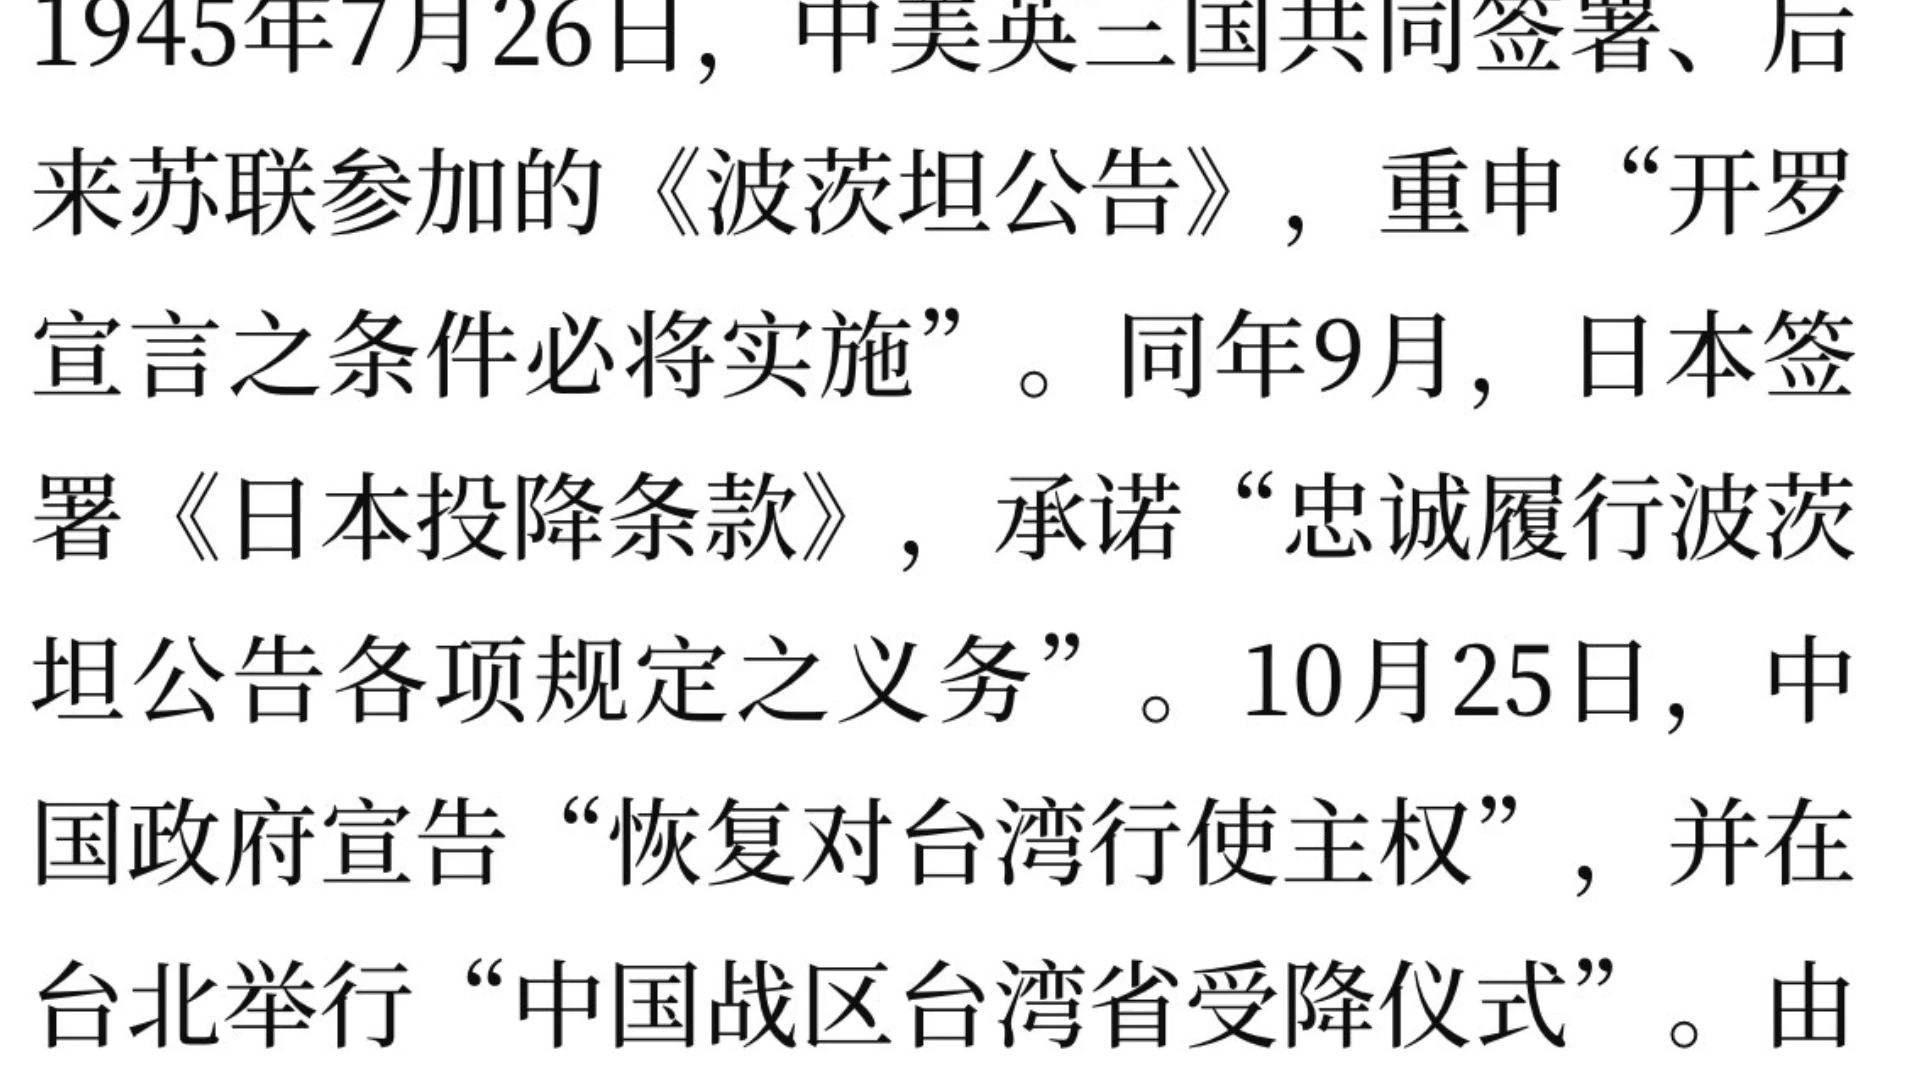 1945年7月26日，中美英三国共同签署、后
来苏联参加的《波茨坦公告》，重申“开罗
宣言之条件必将实施”。同年9月，日本签
署《日本投降条款》，承诺“忠诚履行波茨
坦公告各项规定之义务”。10月25日，中
国政府宣告“恢复对台湾行使主权”，并在
台北举行“中国战区台湾省受降仪式”。由